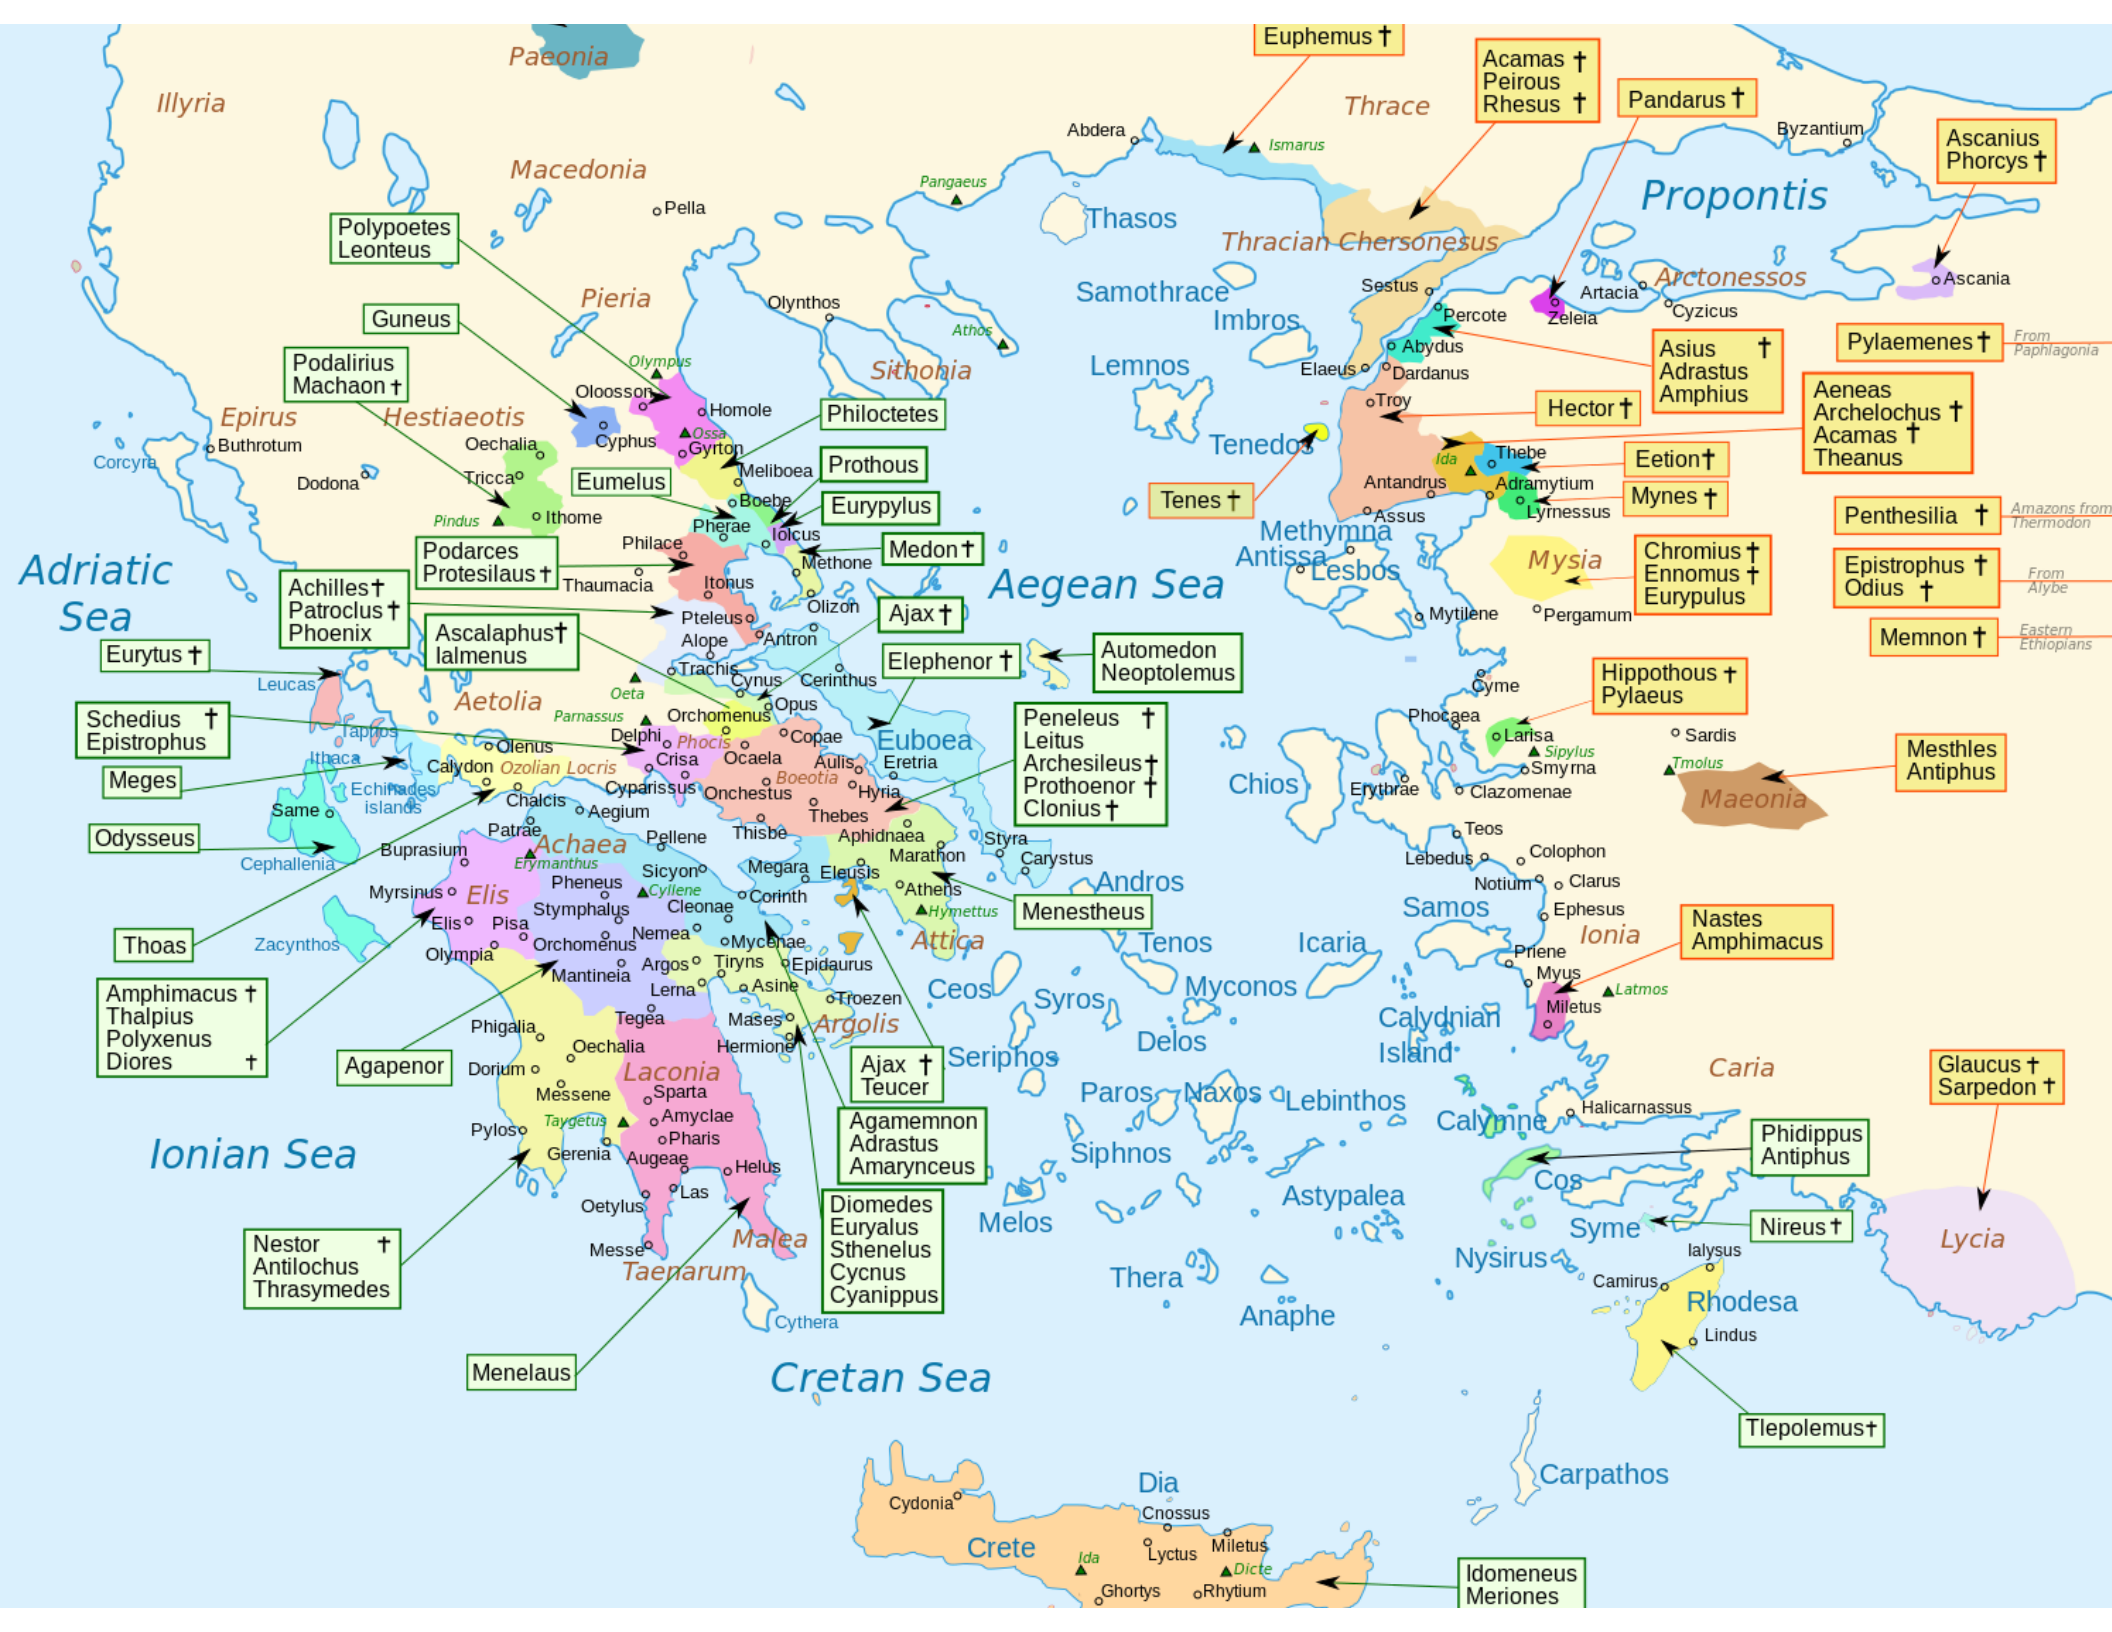 Euphemus †
Acamas †
Peirous
Rhesus †
Paeonia
Illyria
Thrace
Pandarus †
Abdera
Ismarus
Byzantium
Ascanius
Phorcys †
Macedonia
Pangaeus
Propontis
Pella
Thasos
Polypoetes
Leonteus
Thracian Chersonesus
Arctonessos
Ascania
Pieria
Samothrace
Sestus
Artacia
Olynthos
Guneus
Imbros
Percote
Zeleia
Cyzicus
Athos
Podalirius
Machaon †
Olympus
Sithonia
Lemnos
Abydus
Asius †
Adrastus
Amphius
Pylaemenes †
From
Paphlagonia
Elaeus
Dardanus
Oloosson
Troy
Hector †
Aeneas
Archelochus †
Acamas †
Theanus
Epirus
Hestiaeotis
Homole
Philoctetes
Buthrotum
Oechalia
Cyphus
Ossa
Gyrton
Tenedos
Corcyra
Ida
Thebe
Eetion†
Dodona
Tricca
Meliboea
Prothous
Eumelus
Antandrus
Adramytium
Mynes †
Boebe
Eurypylus
Tenes †
Lyrnessus
Pindus
Ithome
Pherae
Assus
Penthesilia †
Amazons from
Thermodon
Iolcus
Methymna
Philace
Medon †
Antissa
Lesbos
Mysia
Chromius †
Ennomus †
Eurypulus
Podarces
Protesilaus †
Methone
Adriatic
Sea
Aegean Sea
Epistrophus †
Odius †
From
Alybe
Thaumacia
Itonus
Achilles†
Patroclus †
Phoenix
Olizon
Ajax †
Mytilene
Pergamum
Pteleus
Ascalaphus†
Ialmenus
Alope
Antron
Memnon †
Eastern
Ethiopians
Eurytus †
Elephenor †
Automedon
Neoptolemus
Trachis
Leucas
Cynus
Cerinthus
Cyme
Hippothous †
Pylaeus
Oeta
Aetolia
Opus
Schedius †
Epistrophus
Parnassus
Orchomenus
Phocaea
Peneleus †
Leitus
Archesileus †
Prothoenor †
Clonius †
Taphos
Delphi
Phocis
Copae
Euboea
Larisa
Sardis
Olenus
Ithaca
Sipylus
Mesthles
Antiphus
Crisa
Ocaela
Aulis
Eretria
Calydon
Ozolian Locris
Boeotia
Smyrna
Tmolus
Meges
Echinades
islands
Cyparissus
Onchestus
Hyria
Chios
Erythrae
Clazomenae
Maeonia
Chalcis
Same
Aegium
Thebes
Odysseus
Patrae
Thisbe
Aphidnaea
Teos
Achaea
Pellene
Styra
Buprasium
Cephallenia
Erymanthus
Marathon
Carystus
Lebedus
Colophon
Sicyon
Megara
Eleusis
Pheneus
Cyllene
Andros
Notium
Clarus
Myrsinus
Elis
Athens
Corinth
Stymphalus
Cleonae
Menestheus
Samos
Ephesus
Hymettus
Elis
Pisa
Nemea
Attica
Thoas
Zacynthos
Orchomenus
Mycenae
Tenos
Icaria
Ionia
Nastes
Amphimacus
Olympia
Argos
Tiryns
Epidaurus
Priene
Mantineia
Myus
Lerna
Asine
Ceos
Myconos
Latmos
Amphimacus †
Thalpius
Polyxenus
Diores †
Troezen
Syros
Miletus
Tegea
Mases
Argolis
Calydnian
Island
Phigalia
Delos
Hermione
Oechalia
Seriphos
Agapenor
Dorium
Laconia
Ajax †
Teucer
Caria
Glaucus †
Sarpedon †
Messene
Sparta
Paros
Naxos
Lebinthos
Taygetus
Amyclae
Agamemnon
Adrastus
Amarynceus
Calymne
Halicarnassus
Pylos
Pharis
Ionian Sea
Gerenia
Augeae
Helus
Siphnos
Phidippus
Antiphus
Cos
Las
Oetylus
Astypalea
Diomedes
Euryalus
Sthenelus
Cycnus
Cyanippus
Melos
Syme
Nireus †
Nestor †
Antilochus
Thrasymedes
Malea
Messe
Lycia
Nysirus
Ialysus
Taenarum
Thera
Camirus
Rhodesa
Anaphe
Cythera
Lindus
Menelaus
Cretan Sea
Tlepolemus†
Carpathos
Dia
Cydonia
Cnossus
Crete
Miletus
Lyctus
Ida
Dicte
Idomeneus
Meriones
Ghortys
Rhytium